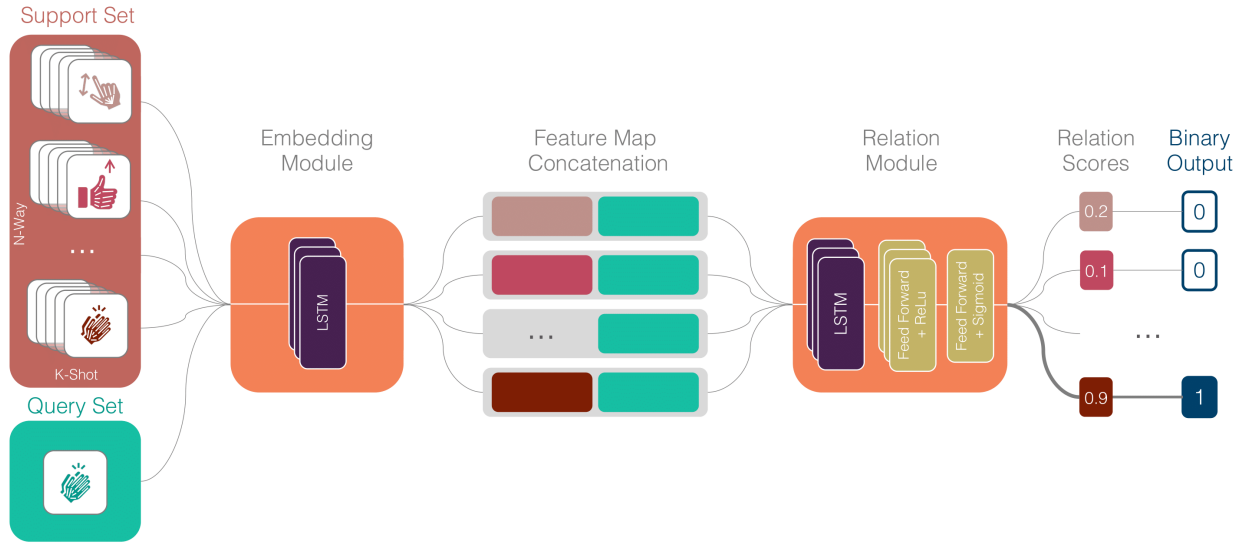 Support Set
N-Way
...
K-Shot
Query Set
Embedding
Module
LSTM
Feature Map
Concatenation
...
Relation
Module
LSTM
Feed Forward
+ ReLu
Feed Forward
+ Sigmoid
Relation
Scores
Binary
Output
0.2
0
0.1
0
...
0.9
1